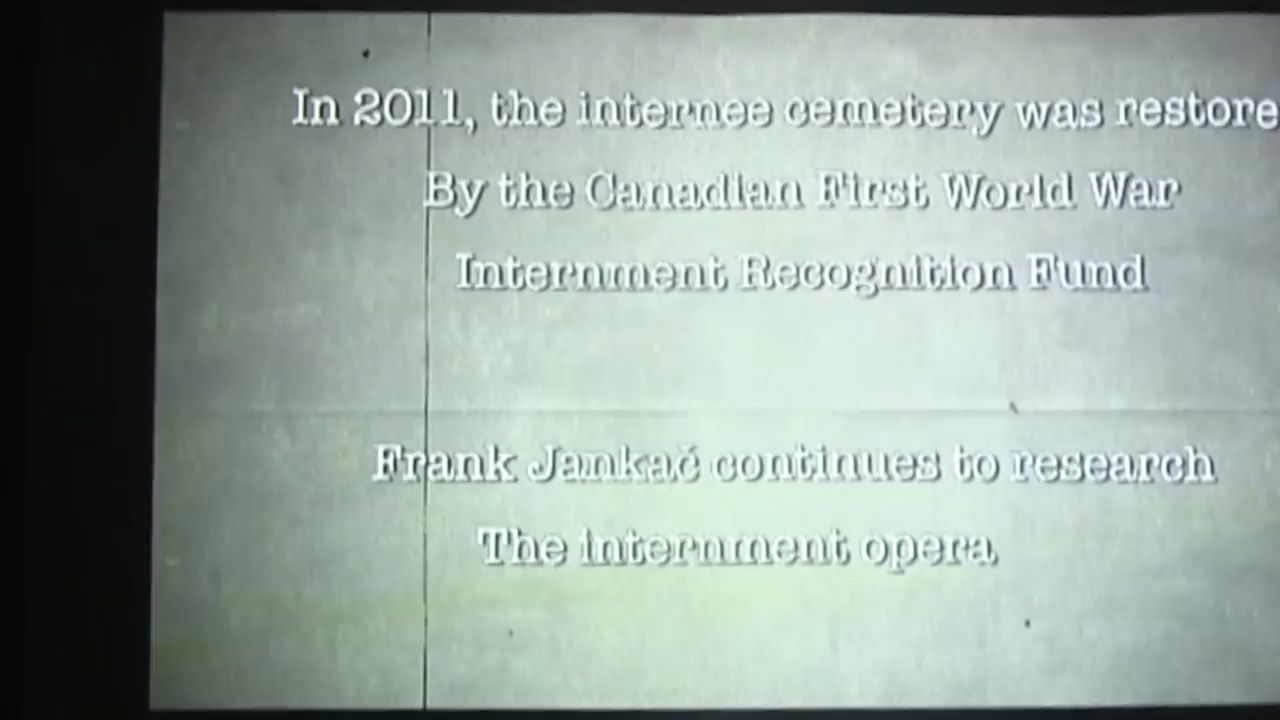 In 2011, the internee cemetery was restore
By the Canadian First World War
Internment Recognition Fund
Frank Jankač continues to research
The internment opera